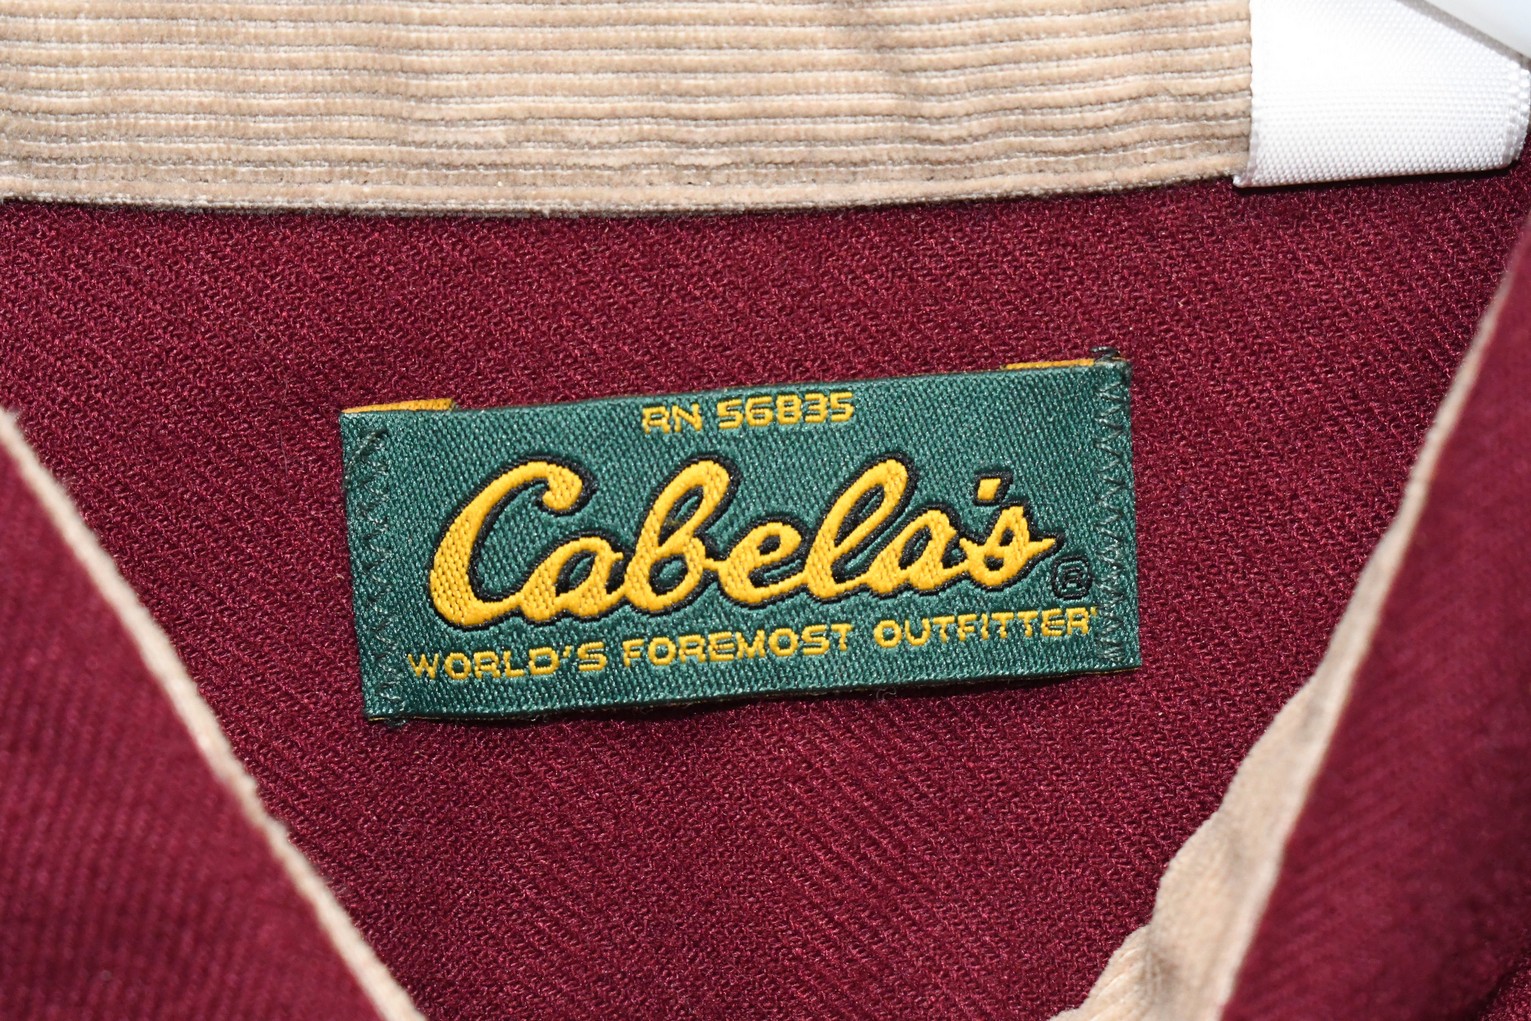 RN 56835
Cabela's®
WORLD'S FOREMOST OUTFITTER'